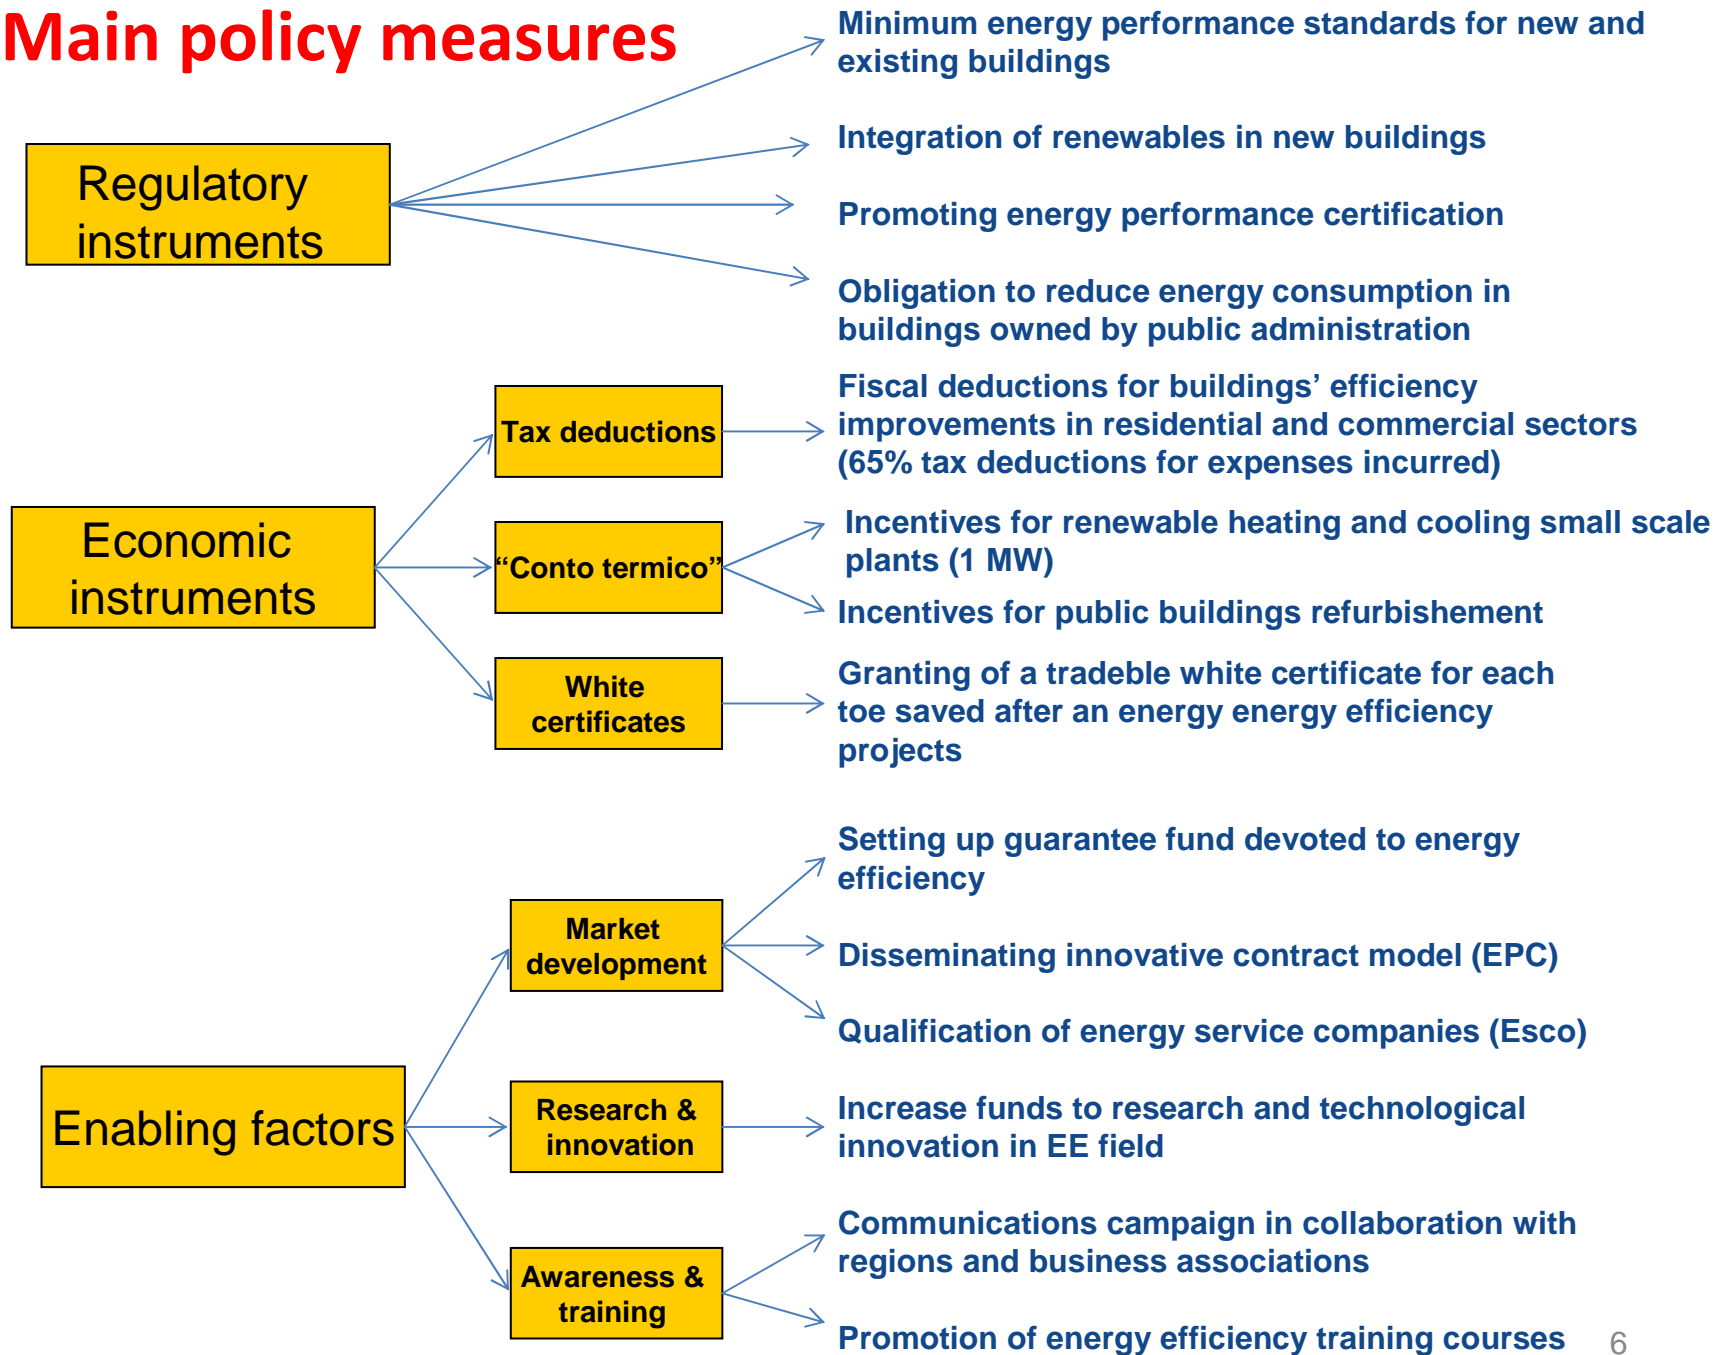 Main policy measures
Minimum energy performance standards for new and
existing buildings
Integration of renewables in new buildings
Regulatory
instruments
Promoting energy performance certification
Obligation to reduce energy consumption in
buildings owned by public administration
Tax deductions
Fiscal deductions for buildings’ efficiency
improvements in residential and commercial sectors
(65% tax deductions for expenses incurred)
Economic
instruments
“Conto termico”
Incentives for renewable heating and cooling small scale
plants (1 MW)
Incentives for public buildings refurbishement
White
certificates
Granting of a tradeble white certificate for each
toe saved after an energy energy efficiency
projects
Setting up guarantee fund devoted to energy
efficiency
Market
development
Disseminating innovative contract model (EPC)
Qualification of energy service companies (Esco)
Enabling factors
Research &
innovation
Increase funds to research and technological
innovation in EE field
Communications campaign in collaboration with
regions and business associations
Awareness &
training
Promotion of energy efficiency training courses
6